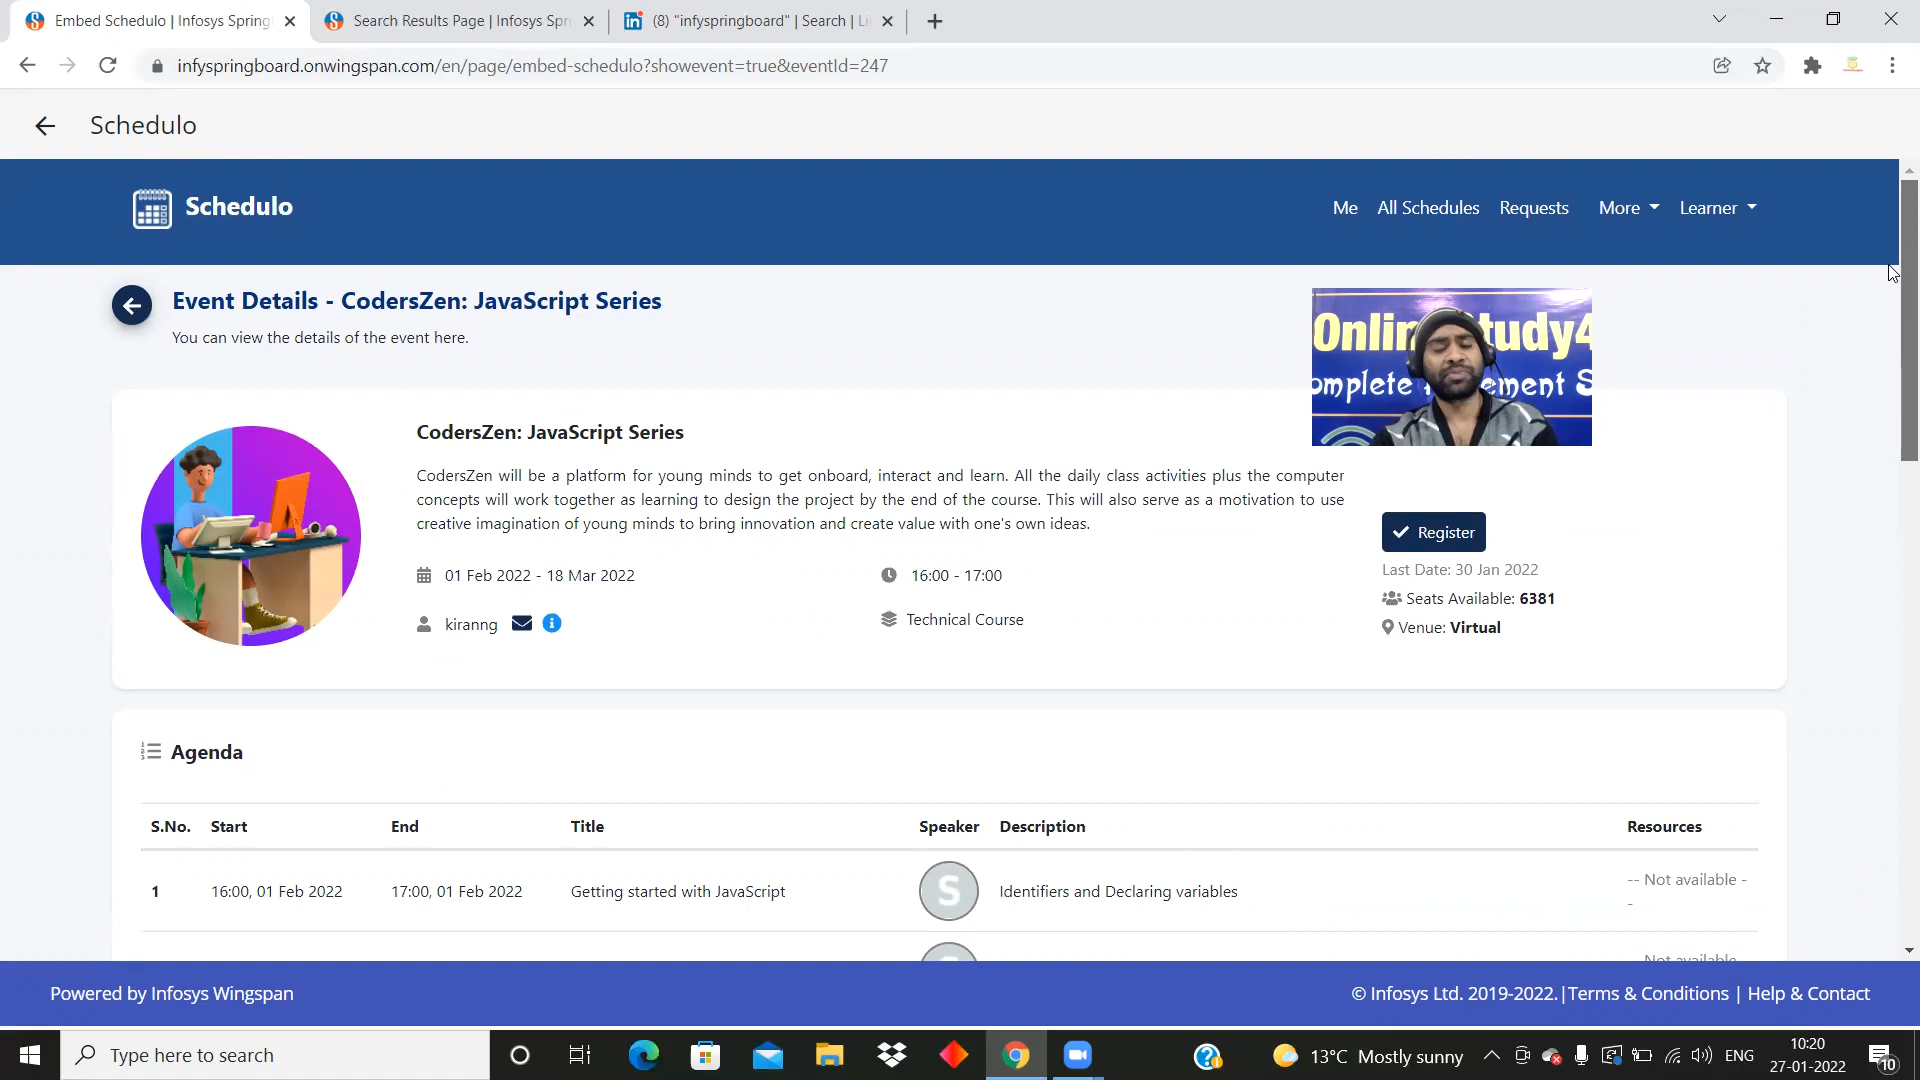 Embed Schedulo | Infosys Spring
Search Results Page | Infosys Spr
(8) "infyspringboard" | Search | Li
infyspringboard.onwingspan.com/en/page/embed-schedulo?showevent=true&eventId=247
Schedulo
Schedulo
Me
All Schedules
Requests
More
Learner
Event Details - CodersZen: JavaScript Series
You can view the details of the event here.
Onlin tudy4
omplete ement S
CodersZen: JavaScript Series
CodersZen will be a platform for young minds to get onboard, interact and learn. All the daily class activities plus the computer
concepts will work together as learning to design the project by the end of the course. This will also serve as a motivation to use
creative imagination of young minds to bring innovation and create value with one's own ideas.
01 Feb 2022 - 18 Mar 2022
16:00 - 17:00
kiranng
Technical Course
Register
Last Date: 30 Jan 2022
Seats Available: 6381
Venue: Virtual
Agenda
S.No. Start End Title Speaker Description Resources
1 16:00, 01 Feb 2022 17:00, 01 Feb 2022 Getting started with JavaScript S Identifiers and Declaring variables -- Not available -
-
Not available
Powered by Infosys Wingspan
© Infosys Ltd. 2019-2022.|Terms & Conditions | Help & Contact
Type here to search
13°C Mostly sunny
ENG
10:20
27-01-2022
10